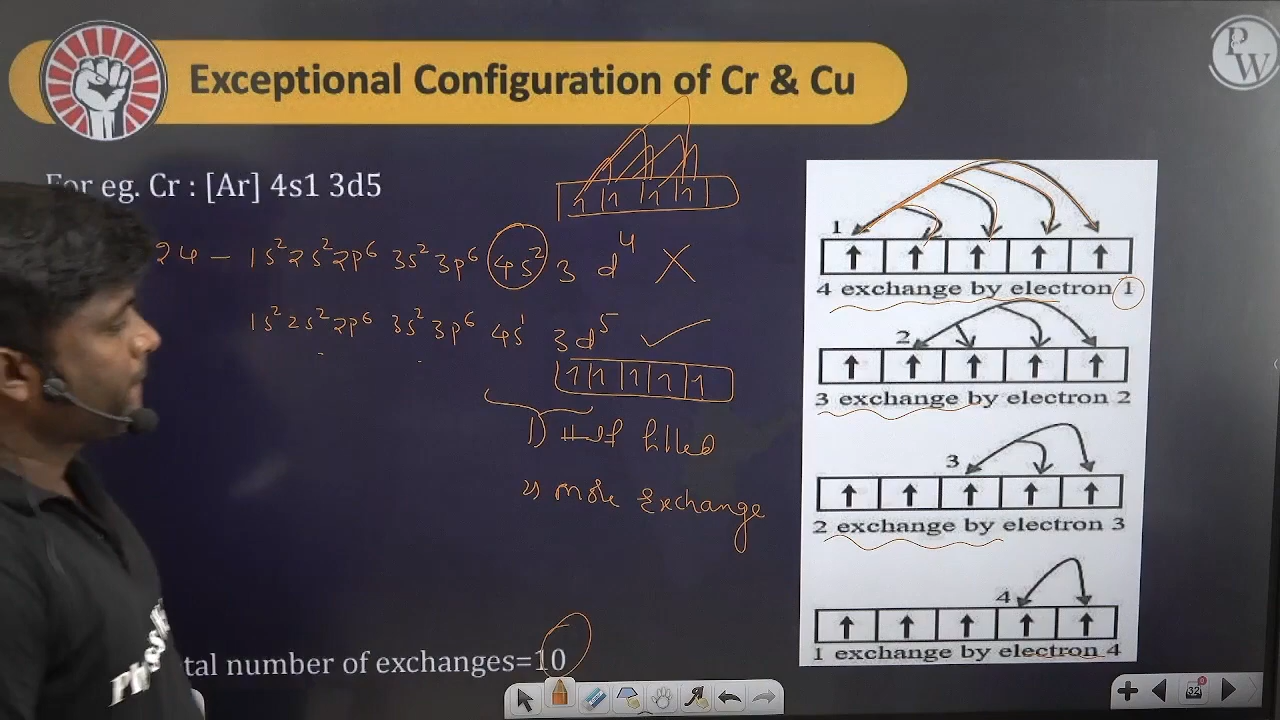 Exceptional Configuration of Cr & Cu
PW
For eg. Cr : [Ar] 4s1 3d5
24 - 1s² 2s² 2p⁶ 3s² 3p⁶ 4s² 3d⁴ X
1s² 2s² 2p⁶ 3s² 3p⁶ 4s¹ 3d⁵ ✓
1) Half filled
2) more Exchange
tal number of exchanges=10
1
4 exchange by electron 1
2
3 exchange by electron 2
3
2 exchange by electron 3
4
1 exchange by electron 4
32